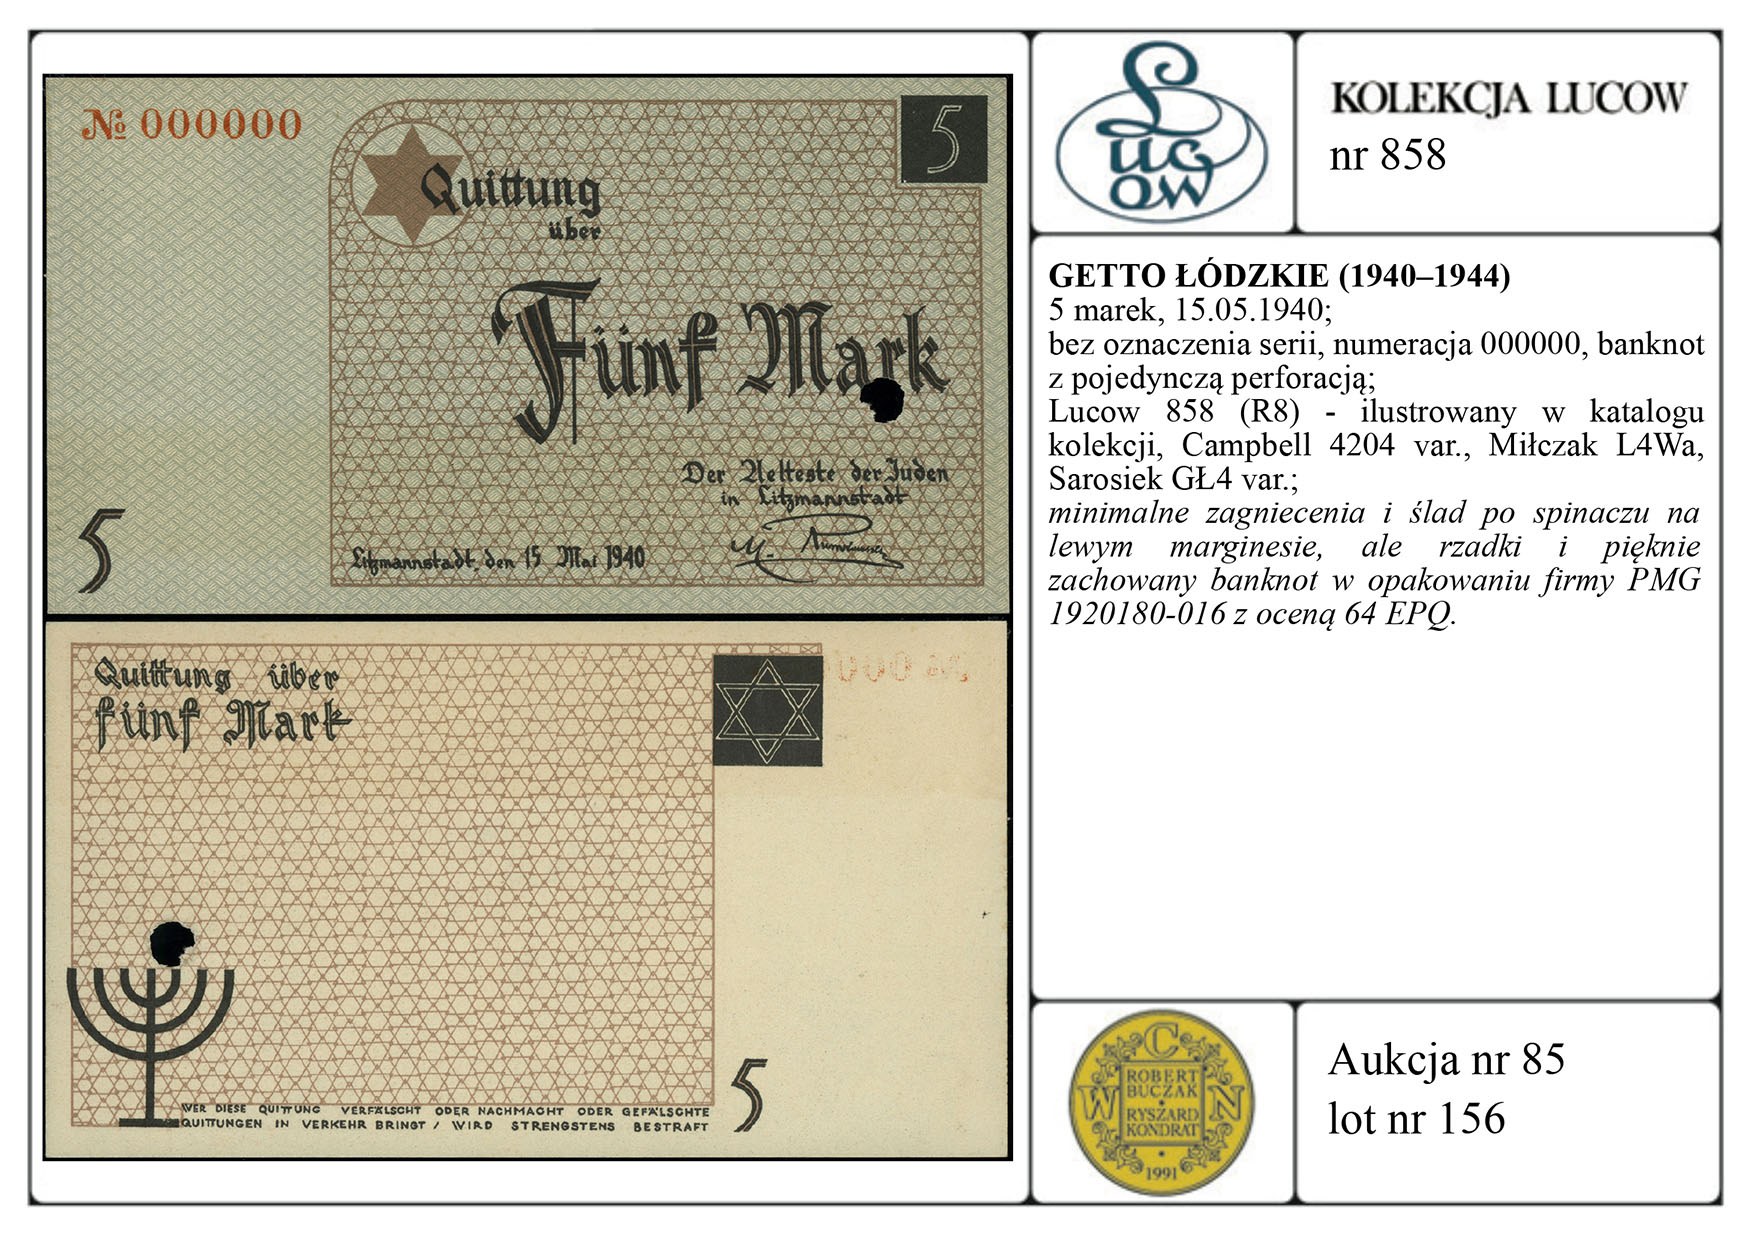 № 000000
5
Quittung
über
Fünf Mark
Der Aelteste der Juden
in Litzmannstadt
Litzmannstadt, den 15 Mai 1940
5
Quittung über
fünf Mark
WER DIESE QUITTUNG VERFÄLSCHT ODER NACHMACHT ODER GEFÄLSCHTE
QUITTUNGEN IN VERKEHR BRINGT / WIRD STRENGSTENS BESTRAFT
5
Lucow
KOLEKCJA LUCOW
nr 858
GETTO ŁÓDZKIE (1940–1944)
5 marek, 15.05.1940;
bez oznaczenia serii, numeracja 000000, banknot
z pojedynczą perforacją;
Lucow 858 (R8) - ilustrowany w katalogu
kolekcji, Campbell 4204 var., Miłczak L4Wa,
Sarosiek GŁ4 var.;
minimalne zagniecenia i ślad po spinaczu na
lewym marginesie, ale rzadki i pięknie
zachowany banknot w opakowaniu firmy PMG
1920180-016 z oceną 64 EPQ.
W C N
ROBERT
BUCZAK
RYSZARD
KONDRAT
1991
Aukcja nr 85
lot nr 156